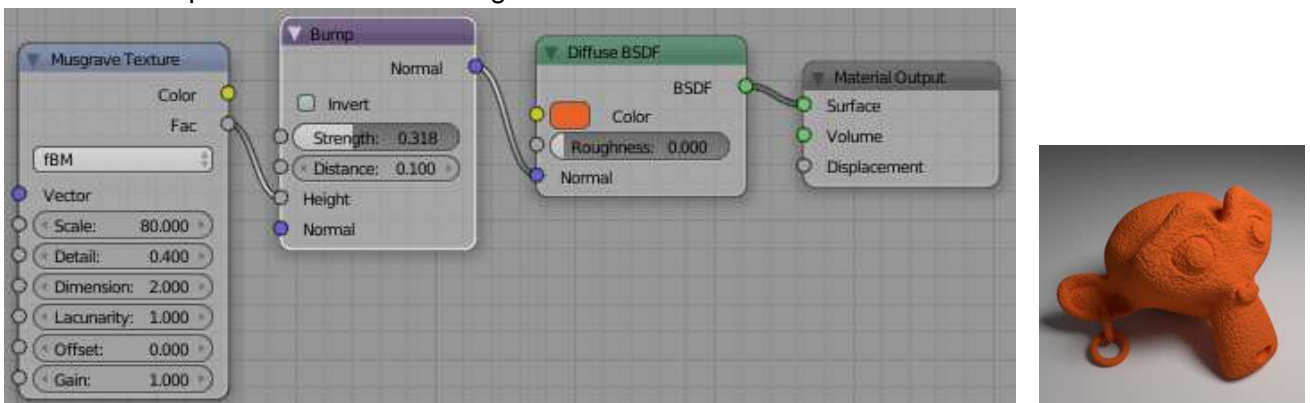 Musgrave Texture
Color
Fac
fBM
Vector
Scale: 80.000
Detail: 0.400
Dimension: 2.000
Lacunarity: 1.000
Offset: 0.000
Gain: 1.000
Bump
Normal
Invert
Strength: 0.318
Distance: 0.100
Height
Normal
Diffuse BSDF
BSDF
Color
Roughness: 0.000
Normal
Material Output
Surface
Volume
Displacement